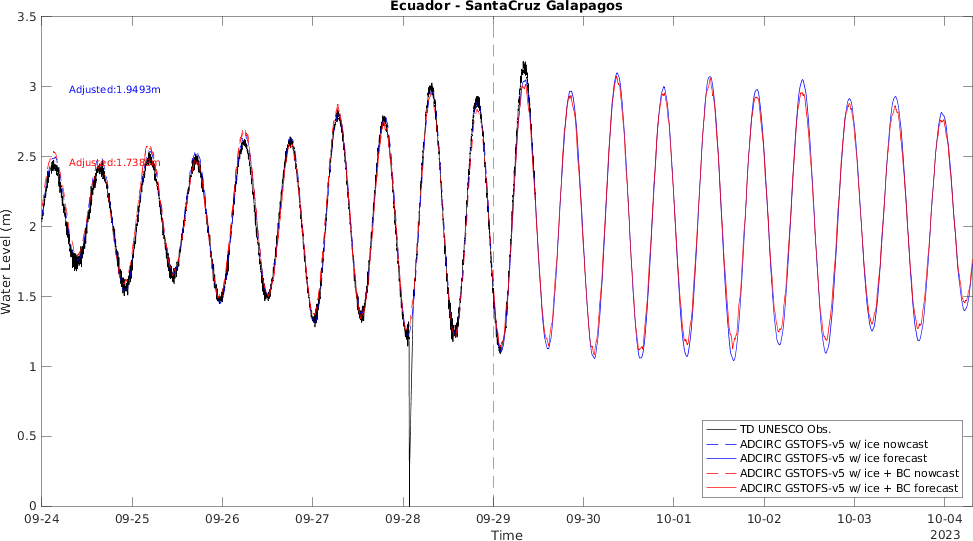 Ecuador - SantaCruz Galapagos
3.5
3
2.5
2
1.5
1
0.5
0
Water Level (m)
Adjusted:1.9493m
09-24
09-25
09-26
09-27
09-28
09-29
09-30
10-01
10-02
10-03
10-04
2023
Time
TD UNESCO Obs.
ADCIRC GSTOFS-v5 w/ ice nowcast
ADCIRC GSTOFS-v5 w/ ice forecast
ADCIRC GSTOFS-v5 w/ ice + BC nowcast
ADCIRC GSTOFS-v5 w/ ice + BC forecast